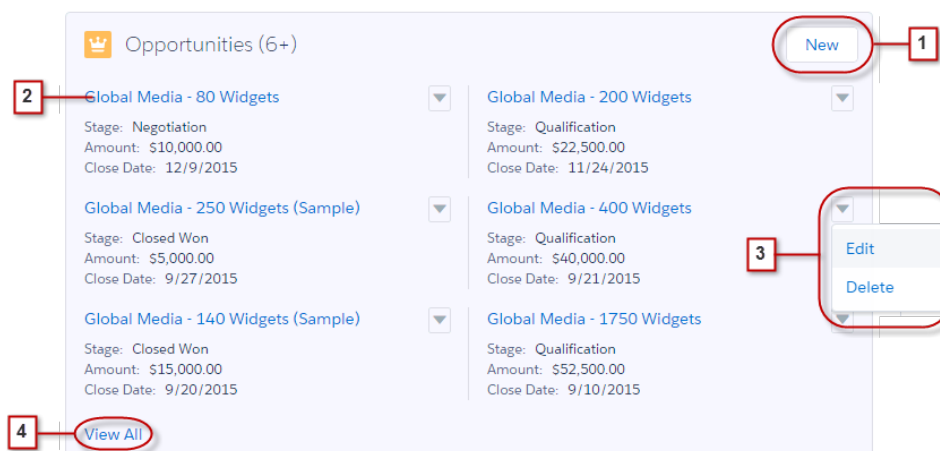 Opportunities (6+)
New
1
2
Global Media - 80 Widgets
Stage: Negotiation
Amount: $10,000.00
Close Date: 12/9/2015
Global Media - 200 Widgets
Stage: Qualification
Amount: $22,500.00
Close Date: 11/24/2015
Global Media - 250 Widgets (Sample)
Stage: Closed Won
Amount: $5,000.00
Close Date: 9/27/2015
Global Media - 400 Widgets
Stage: Qualification
Amount: $40,000.00
Close Date: 9/21/2015
3
Edit
Delete
Global Media - 140 Widgets (Sample)
Stage: Closed Won
Amount: $15,000.00
Close Date: 9/20/2015
Global Media - 1750 Widgets
Stage: Qualification
Amount: $52,500.00
Close Date: 9/10/2015
4
View All